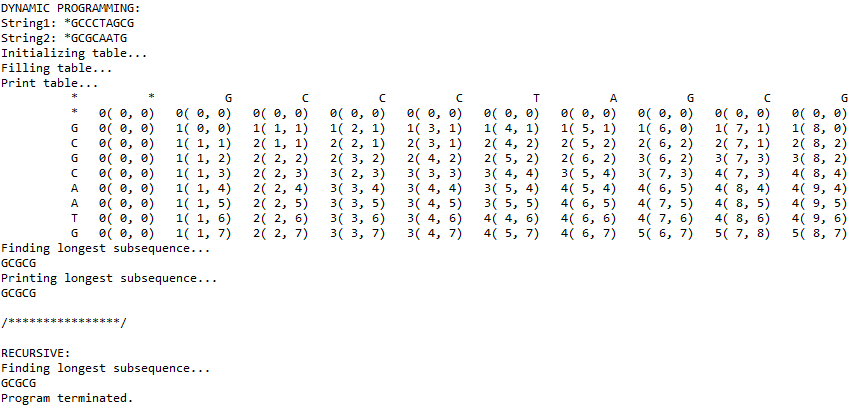 DYNAMIC PROGRAMMING:
String1: *GCCCTAGCG
String2: *GCGCAATG
Initializing table...
Filling table...
Print table...
* * G C C C T A G C G
* 0( 0, 0) 0( 0, 0) 0( 0, 0) 0( 0, 0) 0( 0, 0) 0( 0, 0) 0( 0, 0) 0( 0, 0) 0( 0, 0) 0( 0, 0)
G 0( 0, 0) 1( 0, 0) 1( 1, 1) 1( 2, 1) 1( 3, 1) 1( 4, 1) 1( 5, 1) 1( 6, 0) 1( 7, 1) 1( 8, 0)
C 0( 0, 0) 1( 1, 1) 2( 1, 1) 2( 2, 1) 2( 3, 1) 2( 4, 2) 2( 5, 2) 2( 6, 2) 2( 7, 1) 2( 8, 2)
G 0( 0, 0) 1( 1, 2) 2( 2, 2) 2( 3, 2) 2( 4, 2) 2( 5, 2) 2( 6, 2) 3( 6, 2) 3( 7, 3) 3( 8, 2)
C 0( 0, 0) 1( 1, 3) 2( 2, 3) 3( 2, 3) 3( 3, 3) 3( 4, 4) 3( 5, 4) 3( 7, 3) 4( 7, 3) 4( 8, 4)
A 0( 0, 0) 1( 1, 4) 2( 2, 4) 3( 3, 4) 3( 4, 4) 3( 5, 4) 4( 5, 4) 4( 6, 5) 4( 8, 4) 4( 9, 4)
A 0( 0, 0) 1( 1, 5) 2( 2, 5) 3( 3, 5) 3( 4, 5) 3( 5, 5) 4( 6, 5) 4( 7, 5) 4( 8, 5) 4( 9, 5)
T 0( 0, 0) 1( 1, 6) 2( 2, 6) 3( 3, 6) 3( 4, 6) 4( 4, 6) 4( 6, 6) 4( 7, 6) 4( 8, 6) 4( 9, 6)
G 0( 0, 0) 1( 1, 7) 2( 2, 7) 3( 3, 7) 3( 4, 7) 4( 5, 7) 4( 6, 7) 5( 6, 7) 5( 7, 8) 5( 8, 7)
Finding longest subsequence...
GCGCG
Printing longest subsequence...
GCGCG
/****************/
RECURSIVE:
Finding longest subsequence...
GCGCG
Program terminated.